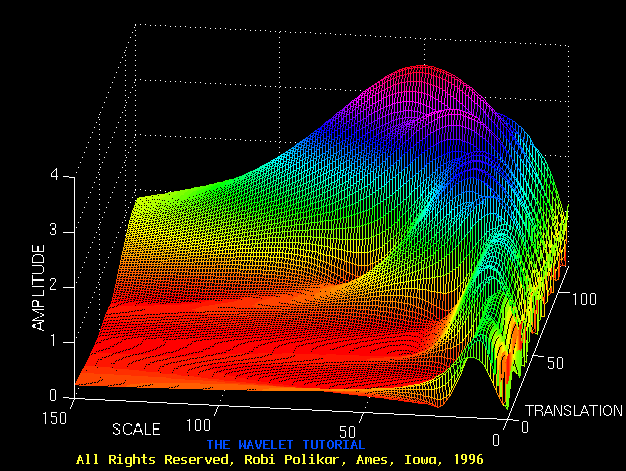 4
3
2
1
0
AMPLITUDE
150
100
50
0
SCALE
0
50
100
TRANSLATION
THE WAVELET TUTORIAL
All Rights Reserved, Robi Polikar, Ames, Iowa, 1996